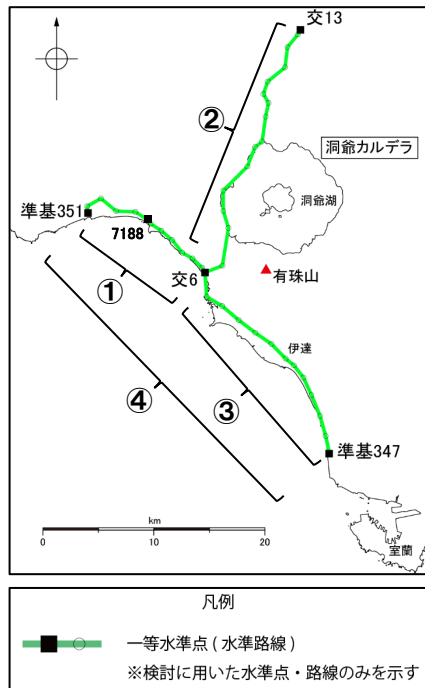 交13
②
洞爺カルデラ
洞爺湖
準基351
7188
交6
有珠山
①
伊達
④
③
準基347
km
0 10 20
室蘭
凡例
一等水準点 ( 水準路線 )
※検討に用いた水準点・路線のみを示す